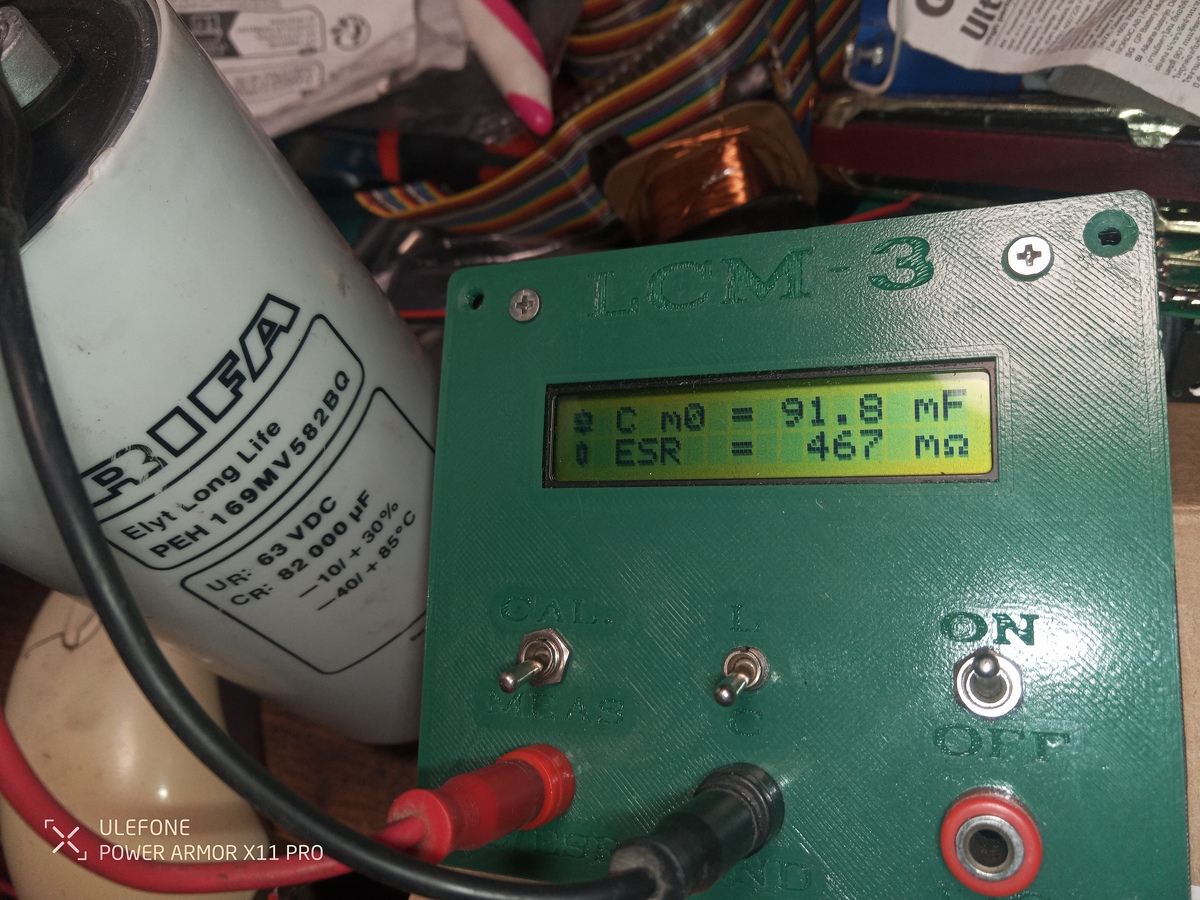 RIFA
Elyt Long Life
PEH 169MV582BQ
UR: 63 VDC
CR: 82 000 µF
—10/ + 30%
—40/ + 85°C
LCM-3
C m0 = 91.8 mF
ESR = 467 mΩ
CAL.
MEAS
L
C
ON
OFF
ULEFONE
POWER ARMOR X11 PRO